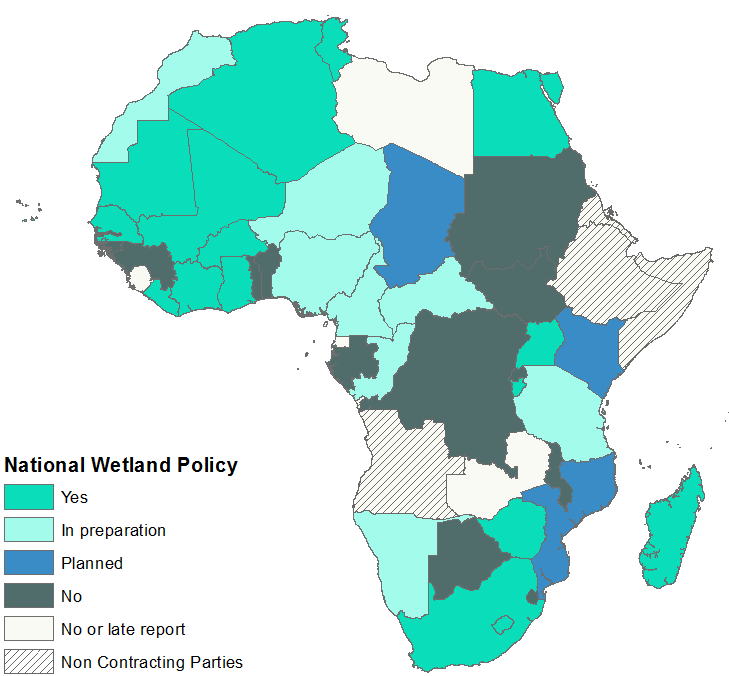 National Wetland Policy
Yes
In preparation
Planned
No
No or late report
Non Contracting Parties